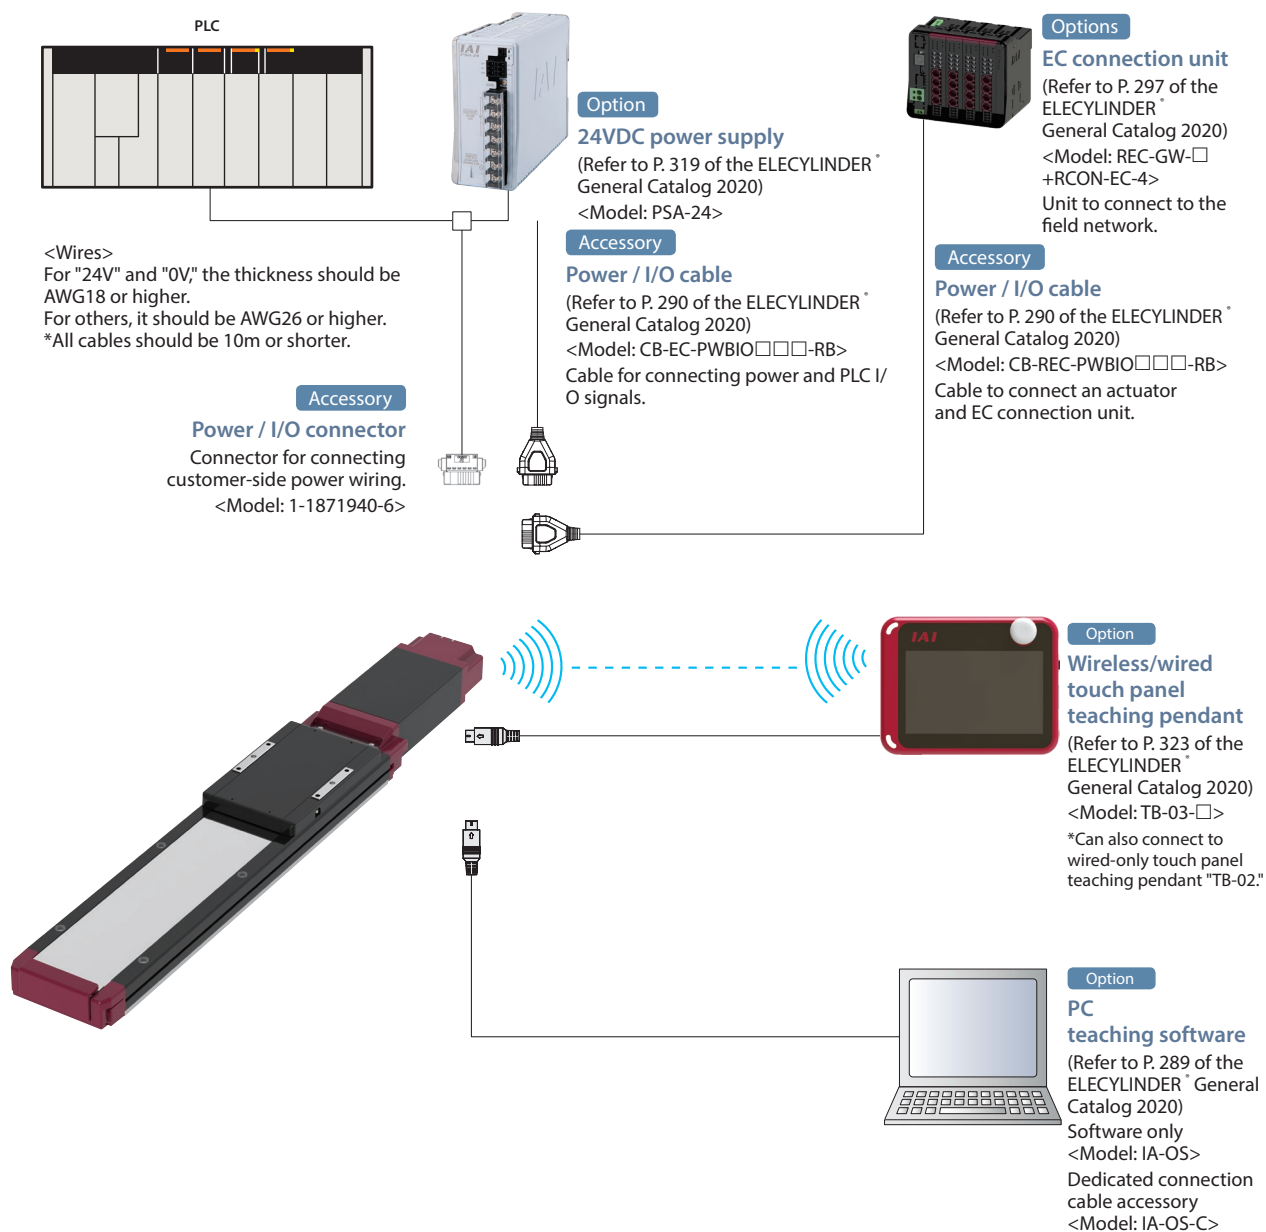 PLC
IAI
Option
24VDC power supply
(Refer to P. 319 of the ELECYLINDER®
General Catalog 2020)
<Model: PSA-24>
Options
EC connection unit
(Refer to P. 297 of the
ELECYLINDER®
General Catalog 2020)
<Model: REC-GW-□
+RCON-EC-4>
Unit to connect to the
field network.
<Wires>
For "24V" and "0V," the thickness should be
AWG18 or higher.
For others, it should be AWG26 or higher.
*All cables should be 10m or shorter.
Accessory
Power / I/O cable
(Refer to P. 290 of the ELECYLINDER®
General Catalog 2020)
<Model: CB-EC-PWBIO□□□-RB>
Cable for connecting power and PLC I/
O signals.
Accessory
Power / I/O cable
(Refer to P. 290 of the ELECYLINDER®
General Catalog 2020)
<Model: CB-REC-PWBIO□□□-RB>
Cable to connect an actuator
and EC connection unit.
Accessory
Power / I/O connector
Connector for connecting
customer-side power wiring.
<Model: 1-1871940-6>
IAI
Option
Wireless/wired
touch panel
teaching pendant
(Refer to P. 323 of the
ELECYLINDER®
General Catalog 2020)
<Model: TB-03-□>
*Can also connect to
wired-only touch panel
teaching pendant "TB-02."
Option
PC
teaching software
(Refer to P. 289 of the
ELECYLINDER® General
Catalog 2020)
Software only
<Model: IA-OS>
Dedicated connection
cable accessory
<Model: IA-OS-C>